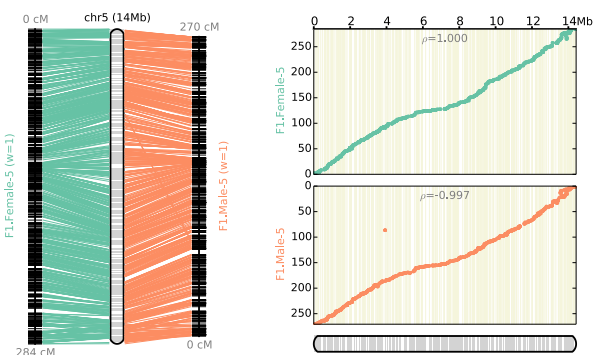 0 cM
chr5 (14Mb)
270 cM
F1.Female-5 (w=1)
F1.Male-5 (w=1)
284 cM
0 cM
0 2 4 6 8 10 12 14Mb
ρ=1.000
F1.Female-5
250
200
150
100
50
0
ρ=-0.997
F1.Male-5
0
50
100
150
200
250